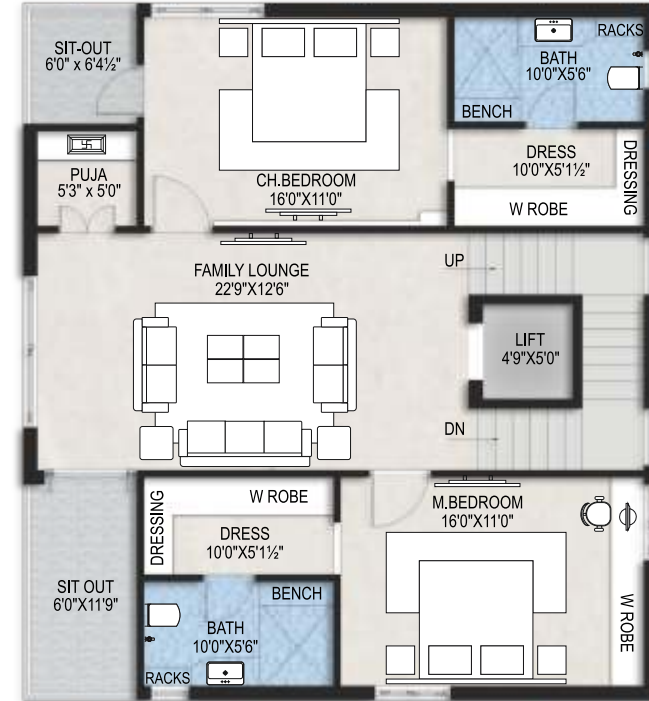 SIT-OUT
6'0" x 6'4½"
RACKS
BATH
10'0"X5'6"
BENCH
PUJA
5'3" x 5'0"
CH.BEDROOM
16'0"X11'0"
DRESS
10'0"X5'1½"
DRESSING
W ROBE
FAMILY LOUNGE
22'9"X12'6"
UP
LIFT
4'9"X5'0"
DN
DRESSING
W ROBE
DRESS
10'0"X5'1½"
M.BEDROOM
16'0"X11'0"
SIT OUT
6'0"X11'9"
BENCH
BATH
10'0"X5'6"
RACKS
W ROBE